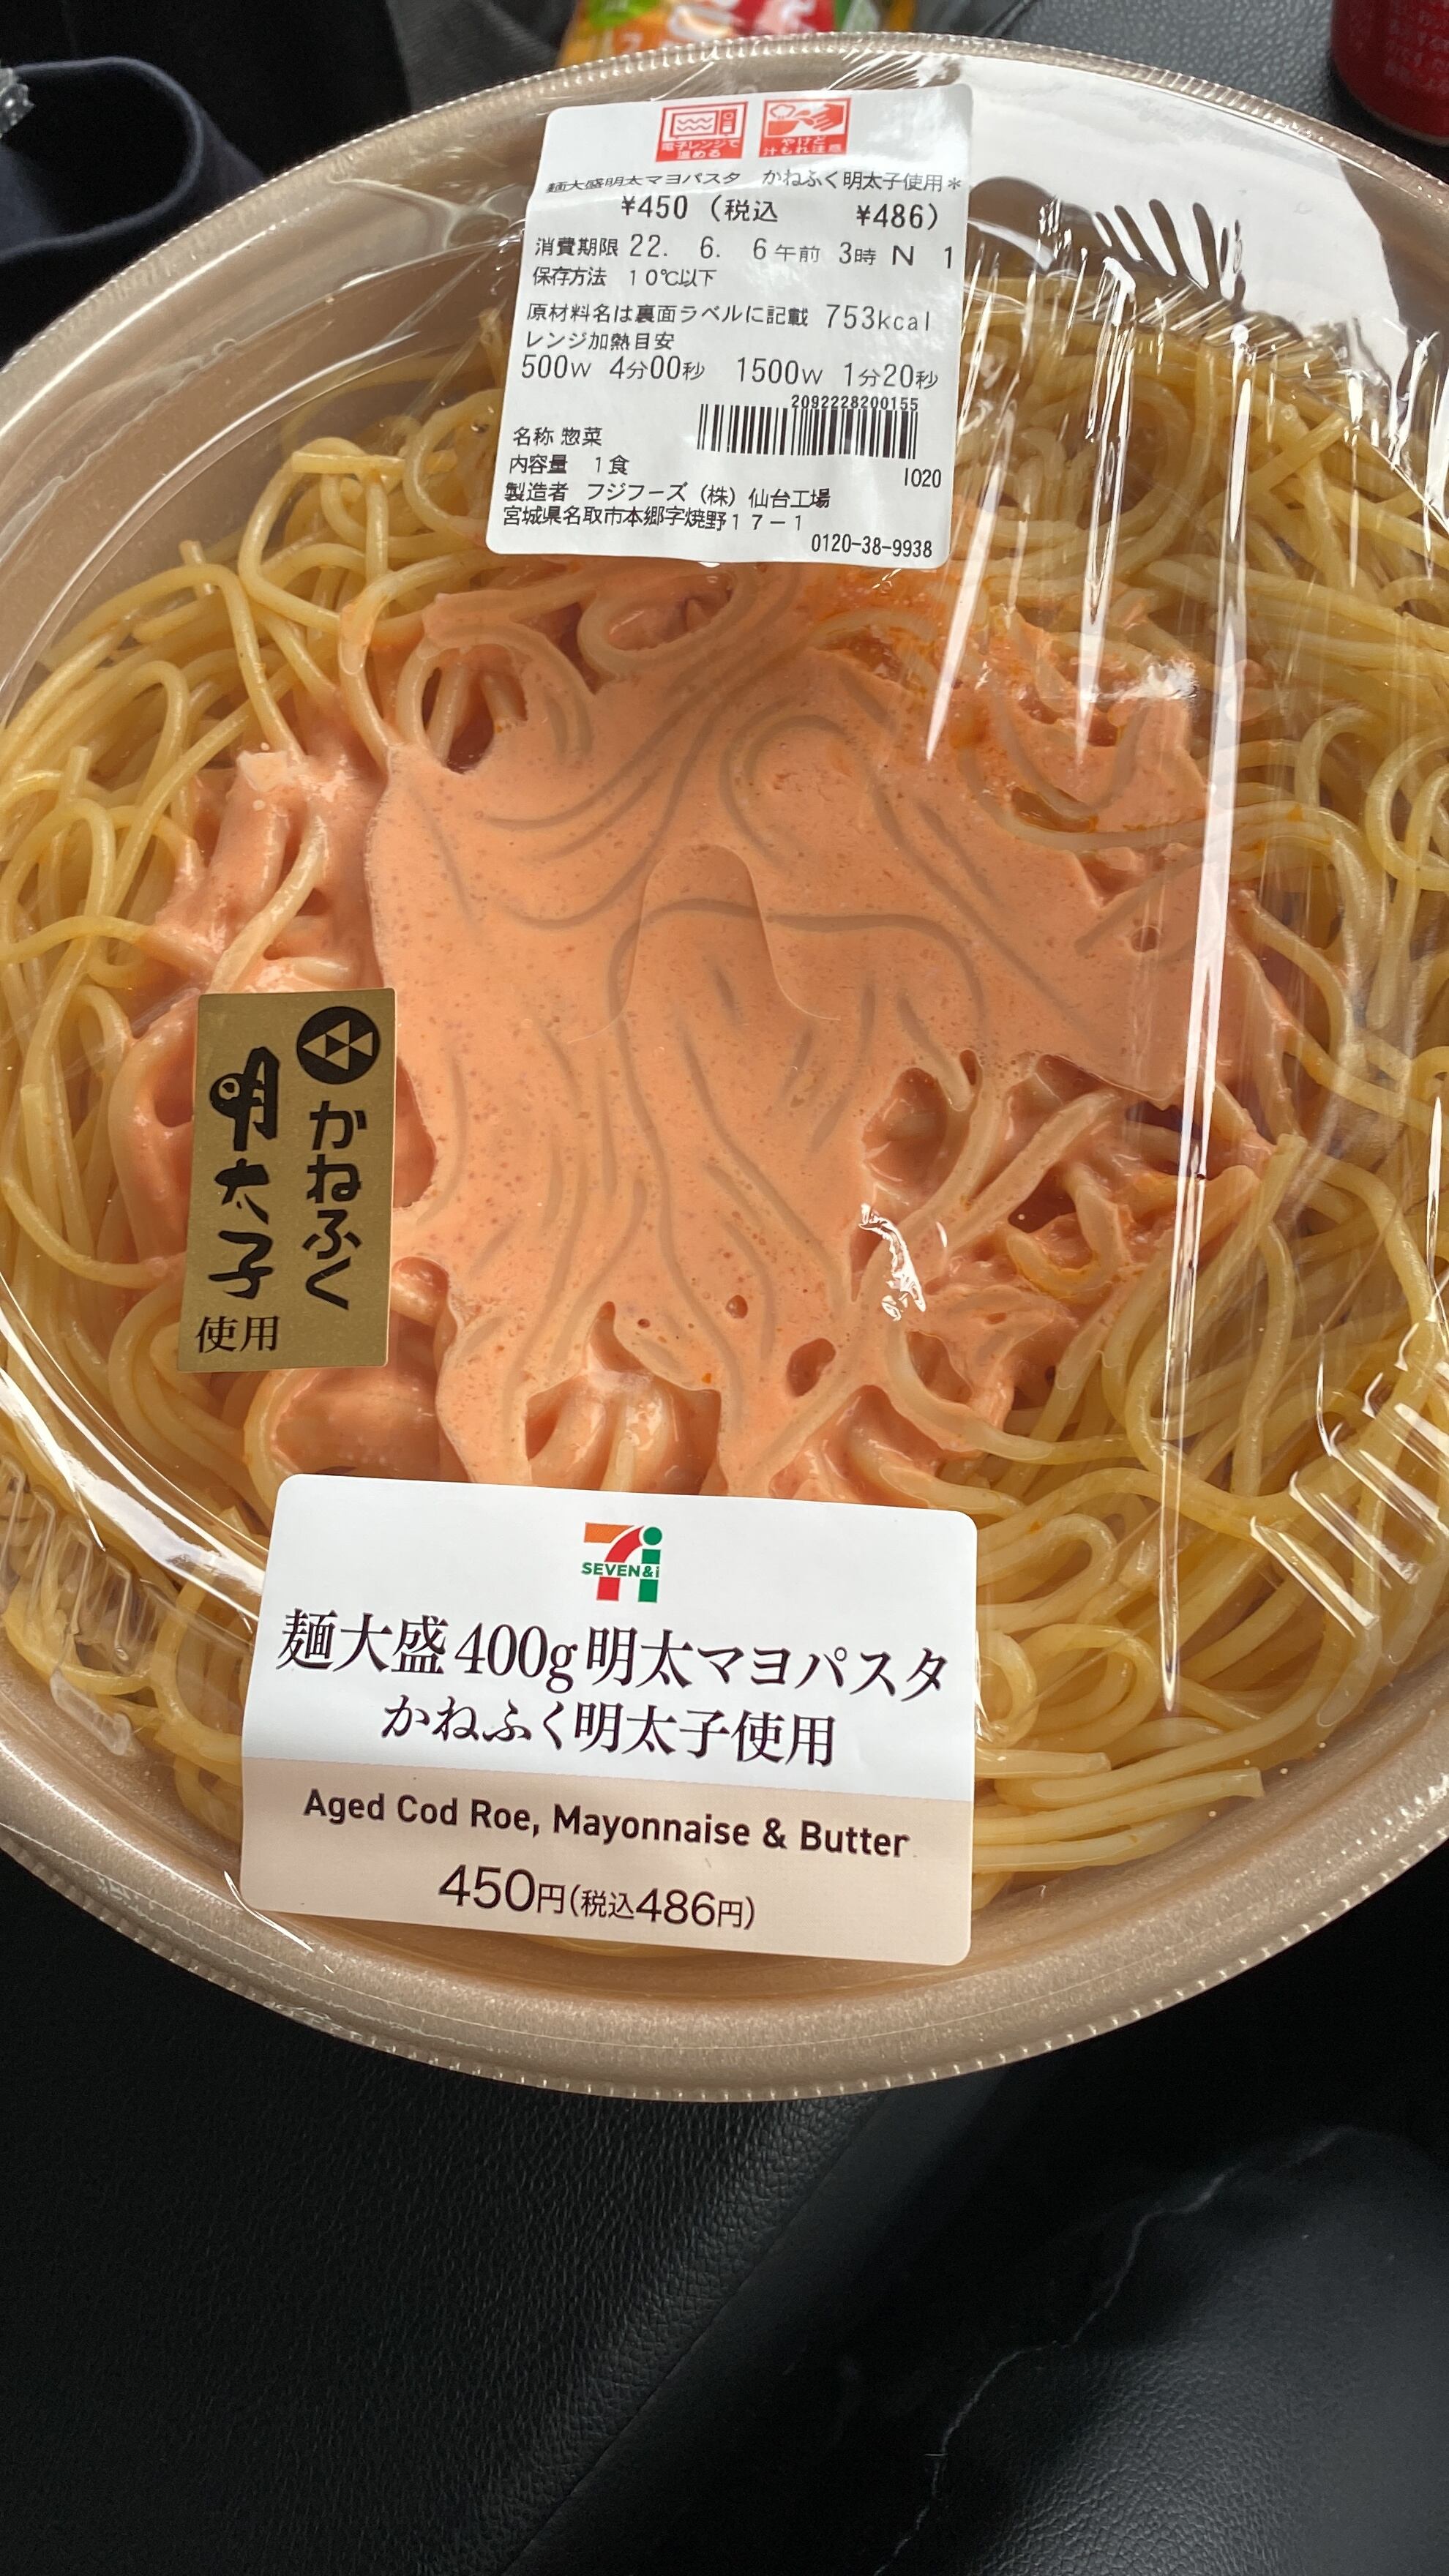 電子レンジで
温める
やけど
汁もれ注意
麺大盛明太マヨパスタ かねふく明太子使用*
¥450 (税込 ¥486)
消費期限 22. 6. 6午前 3時 N 1
保存方法 10℃以下
原材料名は裏面ラベルに記載 753kcal
レンジ加熱目安
500W 4分00秒 1500W 1分20秒
2092228200155
名称 惣菜
内容量 1食
IO20
製造者 フジフーズ (株) 仙台工場
宮城県名取市本郷字焼野17-1
0120-38-9938
かねふく
明太子
使用
SEVEN&i
麺大盛400g明太マヨパスタ
かねふく明太子使用
Aged Cod Roe, Mayonnaise & Butter
450円(税込486円)